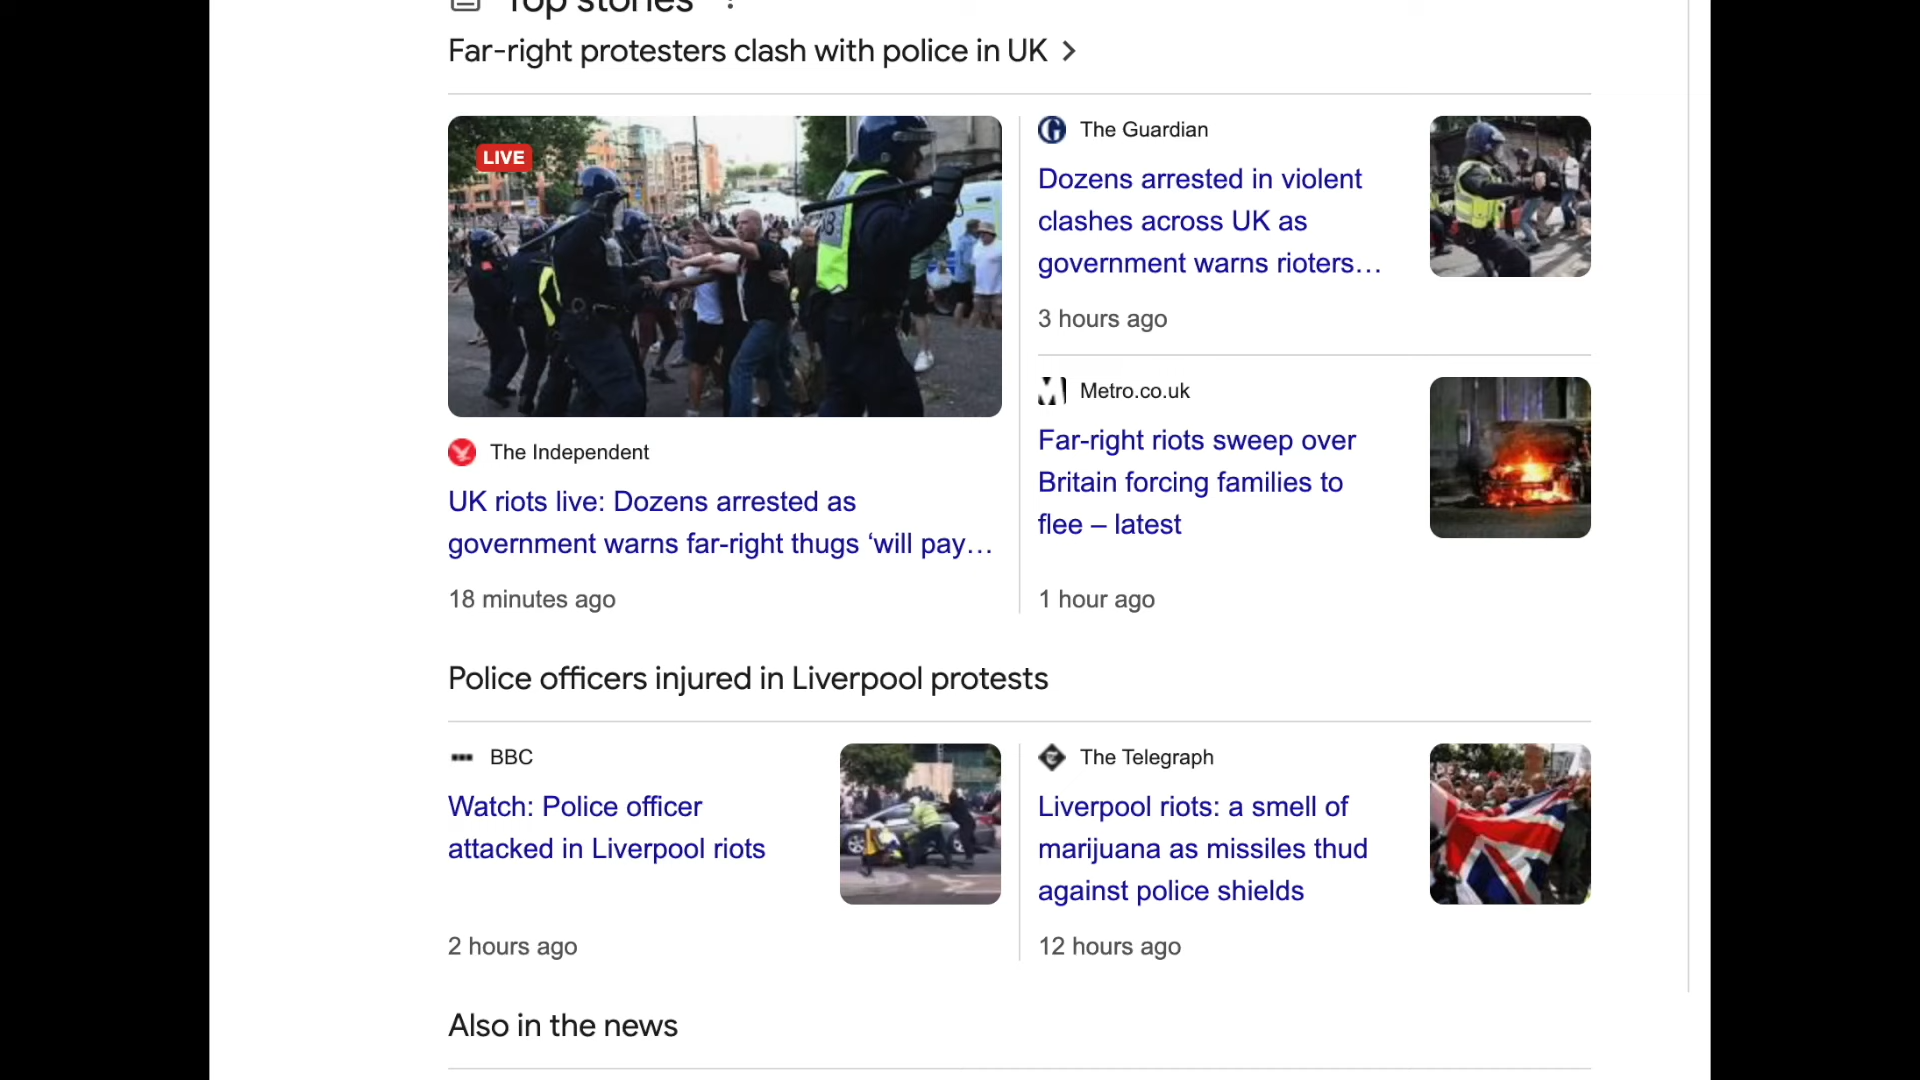 Top stories
Far-right protesters clash with police in UK
LIVE
The Independent
UK riots live: Dozens arrested as
government warns far-right thugs ‘will pay…
18 minutes ago
The Guardian
Dozens arrested in violent
clashes across UK as
government warns rioters…
3 hours ago
Metro.co.uk
Far-right riots sweep over
Britain forcing families to
flee – latest
1 hour ago
Police officers injured in Liverpool protests
BBC
Watch: Police officer
attacked in Liverpool riots
2 hours ago
The Telegraph
Liverpool riots: a smell of
marijuana as missiles thud
against police shields
12 hours ago
Also in the news